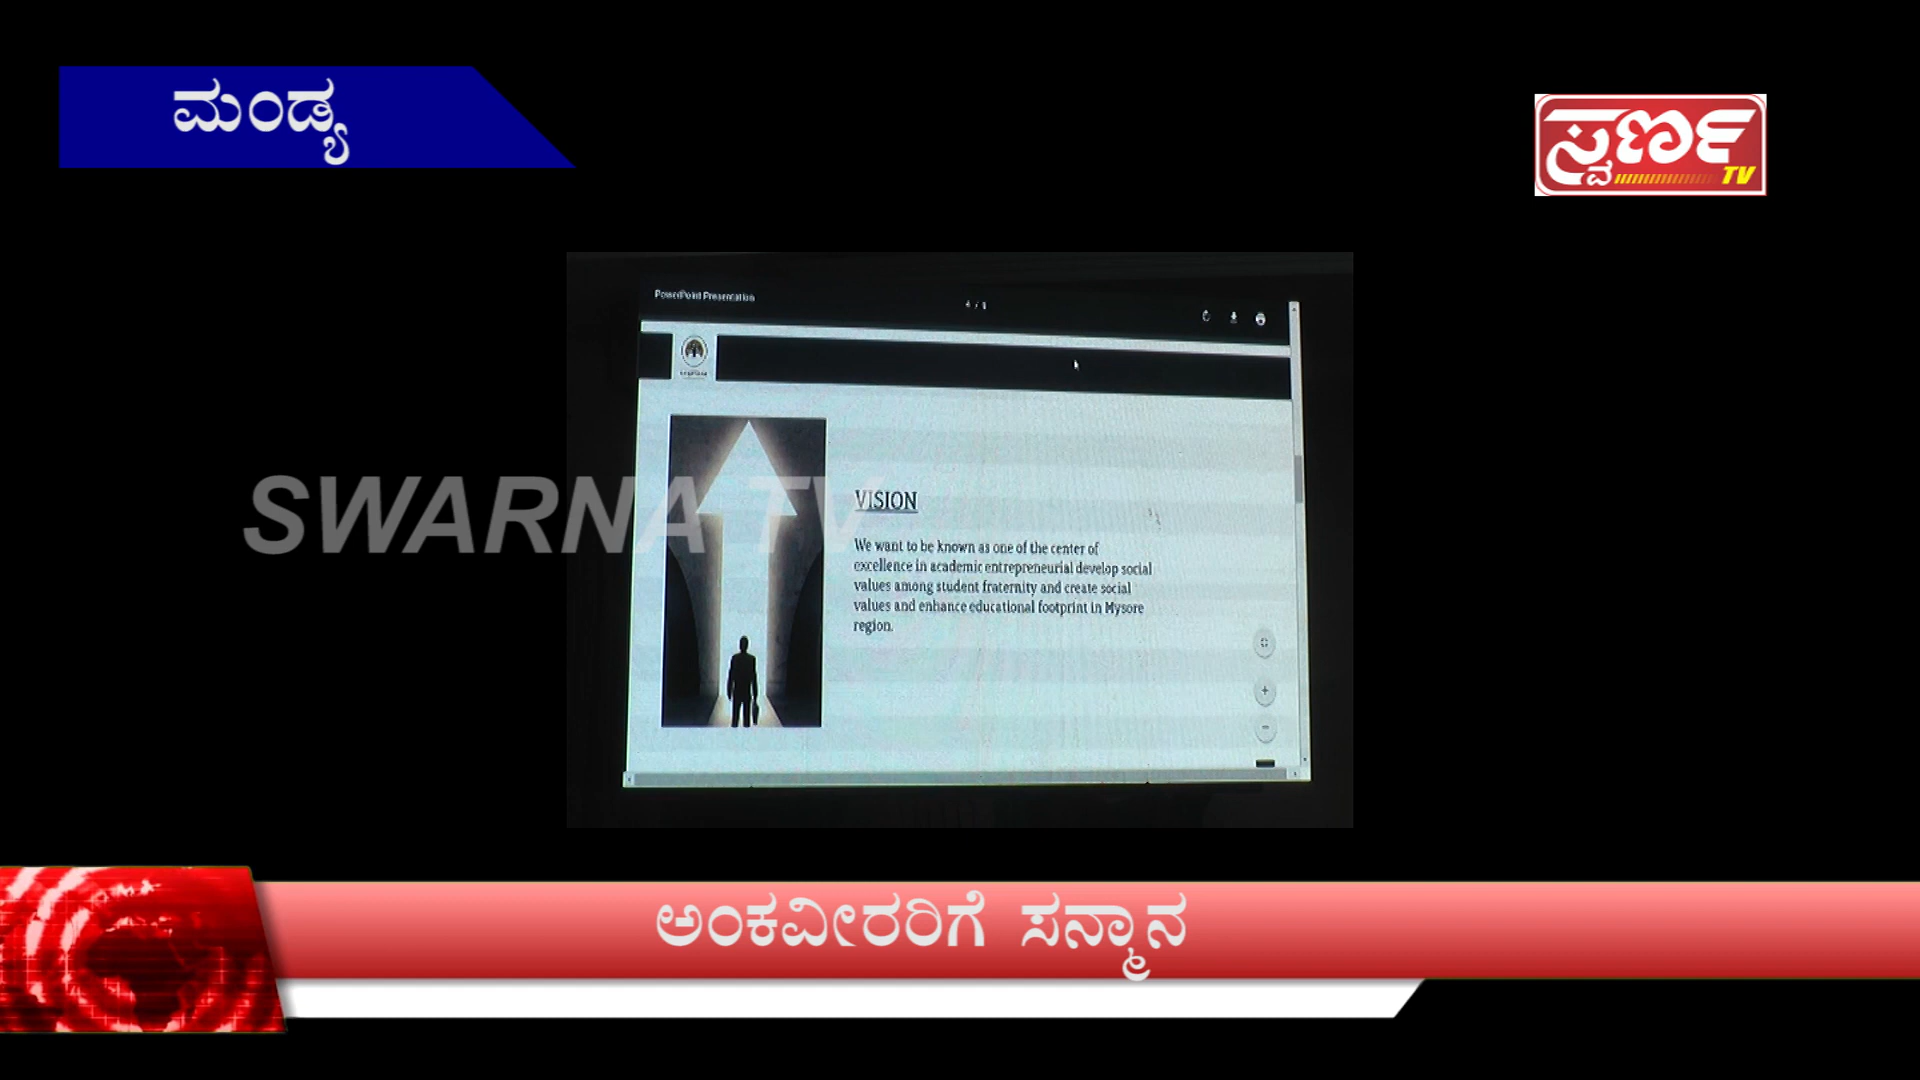 ಮಂಡ್ಯ
ಸ್ವರ್ಣ
TV
PowerPoint Presentation
SWARNA TV
VISION
We want to be known as one of the center of
excellence in academic entrepreneurial develop social
values among student fraternity and create social
values and enhance educational footprint in Mysore
region.
ಅಂಕವೀರರಿಗೆ ಸನ್ಮಾನ